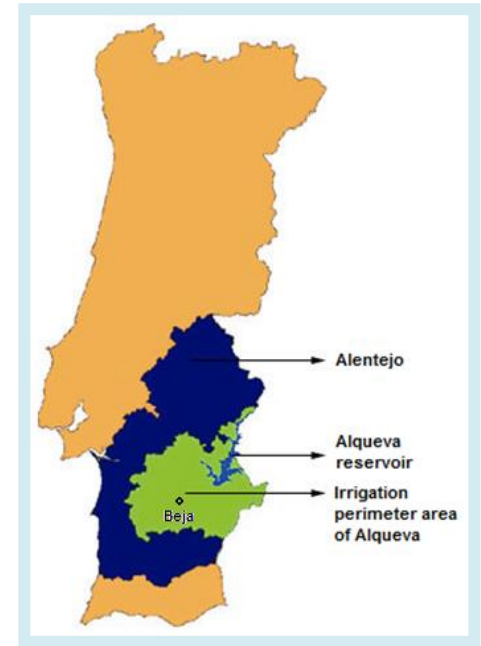 Alentejo
Alqueva
reservoir
Irrigation
perimeter area
of Alqueva
Beja